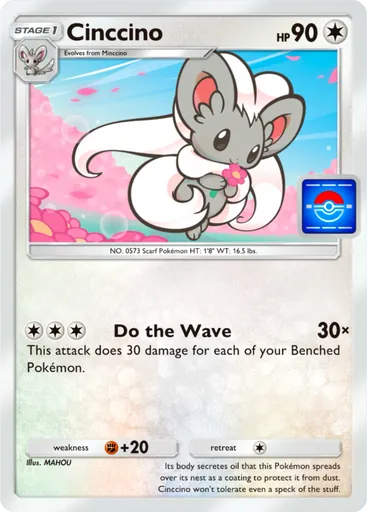 STAGE 1
Cinccino
HP 90
Evolves from Minccino
NO. 0573 Scarf Pokémon HT: 1'8" WT: 16.5 lbs.
Do the Wave 30×
This attack does 30 damage for each of your Benched
Pokémon.
weakness +20
retreat
Illus. MAHOU
Its body secretes oil that this Pokémon spreads
over its nest as a coating to protect it from dust.
Cinccino won't tolerate even a speck of the stuff.